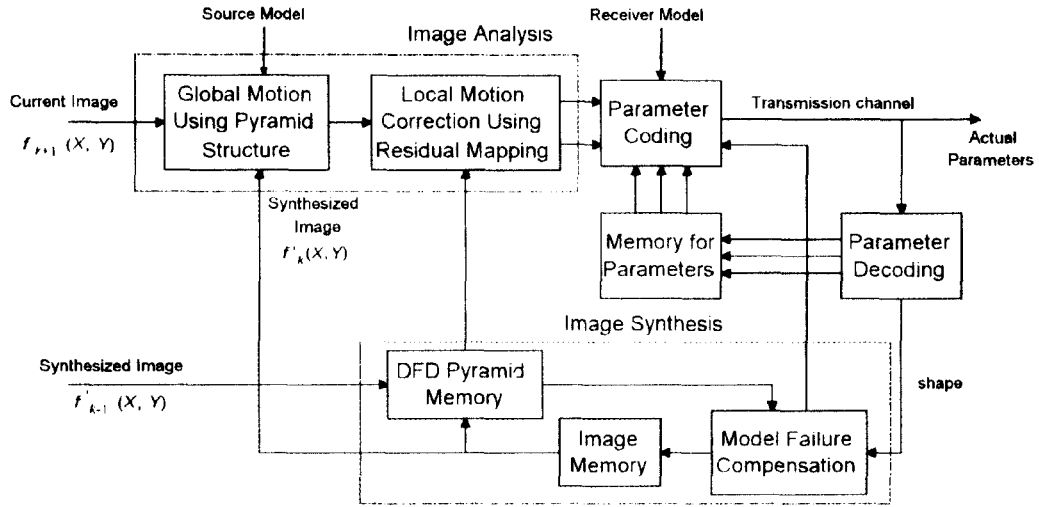 Source Model
Receiver Model
Image Analysis
Current Image
f k+1 (X, Y)
Global Motion
Using Pyramid
Structure
Local Motion
Correction Using
Residual Mapping
Parameter
Coding
Transmission channel
Actual
Parameters
Synthesized
Image
f'k(X,Y)
Memory for
Parameters
Parameter
Decoding
Image Synthesis
Synthesized Image
f'k-1 (X, Y)
DFD Pyramid
Memory
shape
Image
Memory
Model Failure
Compensation